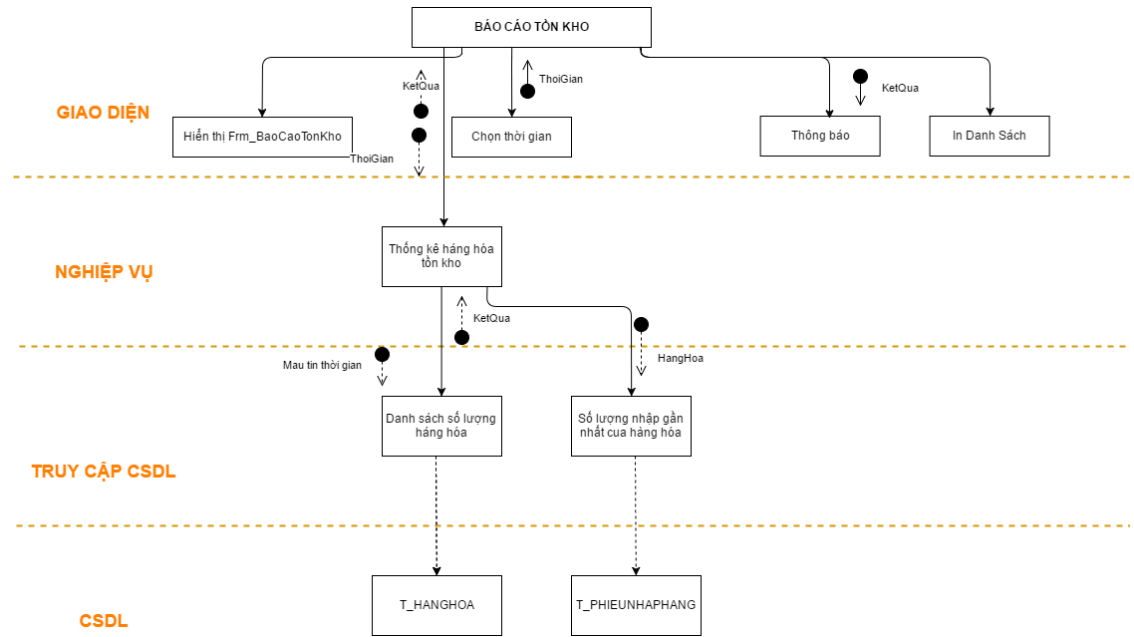 BÁO CÁO TỒN KHO
KetQua
ThoiGian
KetQua
GIAO DIỆN
Hiển thị Frm_BaoCaoTonKho
Chọn thời gian
Thông báo
In Danh Sách
ThoiGian
Thống kê háng hóa
tồn kho
NGHIỆP VỤ
KetQua
Mau tin thời gian
HangHoa
Danh sách số lượng
háng hóa
Số lượng nhập gần
nhất cua hàng hóa
TRUY CẬP CSDL
T_HANGHOA
T_PHIEUNHAPHANG
CSDL